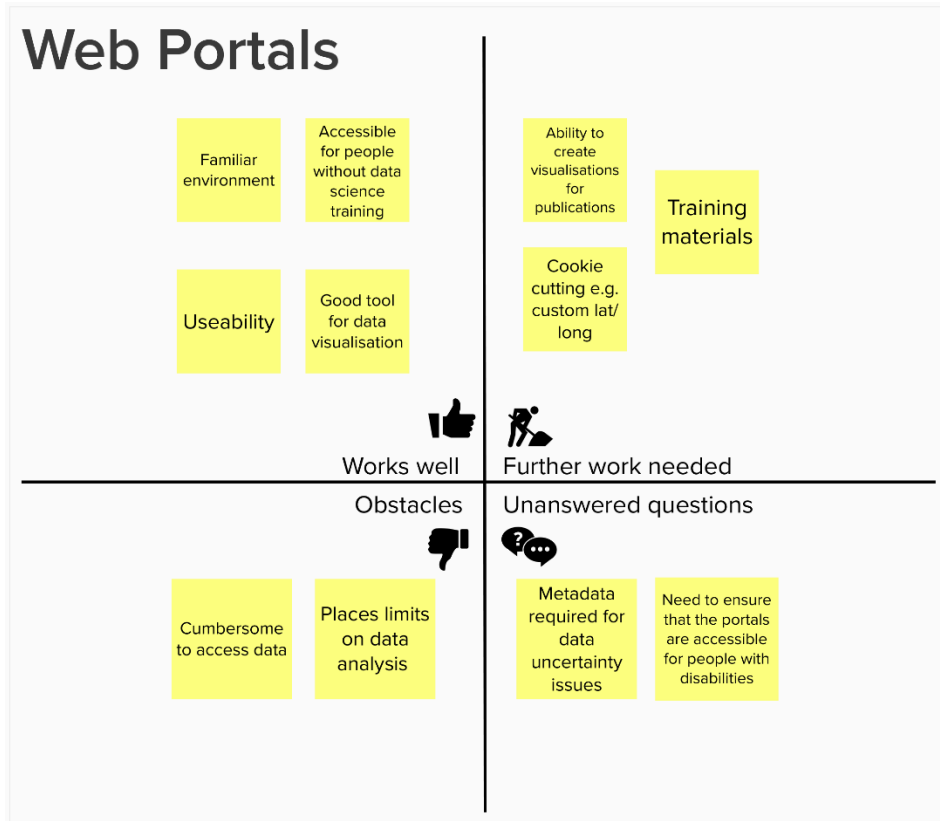 Web Portals
Familiar
environment
Accessible
for people
without data
science
training
Useability
Good tool
for data
visualisation
Works well
Ability to
create
visualisations
for
publications
Training
materials
Cookie
cutting e.g.
custom lat/
long
Further work needed
Obstacles
Cumbersome
to access data
Places limits
on data
analysis
Unanswered questions
?
Metadata
required for
data
uncertainty
issues
Need to ensure
that the portals
are accessible
for people with
disabilities